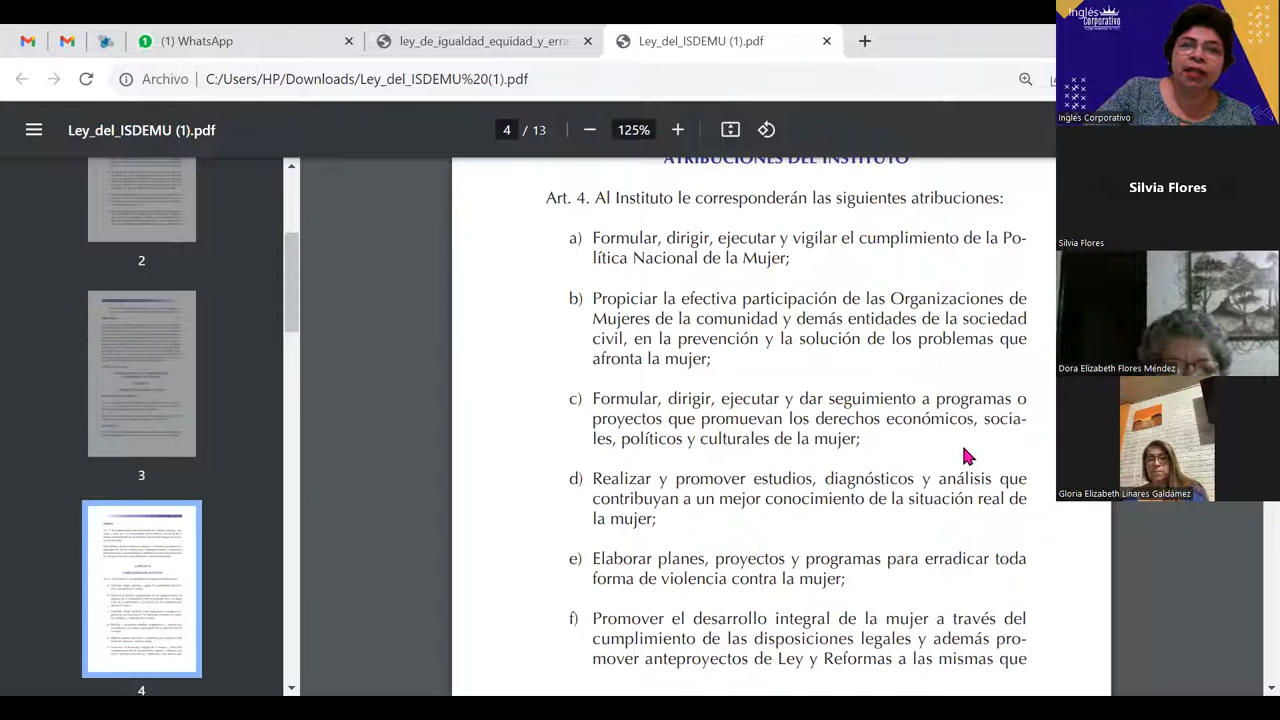 (1) WhatsApp
ley_de_igualdad_equidad_y_er
Ley_del_ISDEMU (1).pdf
Archivo
C:/Users/HP/Downloads/Ley_del_ISDEMU%20(1).pdf
Ley_del_ISDEMU (1).pdf
4 / 13
125%
2
3
4
ATRIBUCIONES DEL INSTITUTO
Art. 4. Al Instituto le corresponderán las siguientes atribuciones:
a) Formular, dirigir, ejecutar y vigilar el cumplimiento de la Po-
lítica Nacional de la Mujer;
b) Propiciar la efectiva participación de las Organizaciones de
Mujeres de la comunidad y demás entidades de la sociedad
civil, en la prevención y la solución de los problemas que
afronta la mujer;
c) Formular, dirigir, ejecutar y dar seguimiento a programas o
proyectos que promuevan los derechos económicos, socia-
les, políticos y culturales de la mujer;
d) Realizar y promover estudios, diagnósticos y análisis que
contribuyan a un mejor conocimiento de la situación real de
la mujer;
e) Elaborar planes, proyectos y programas para erradicar toda
forma de violencia contra la mujer;
Promover el desarrollo integral de la mujer a través del
cumplimiento de las disposiciones legales y además pro-
mover anteproyectos de Ley y Reformas a las mismas que
Inglés
Corporativo
Inglés Corporativo
Silvia Flores
Silvia Flores
Dora Elizabeth Flores Méndez
Gloria Elizabeth Linares Galdámez